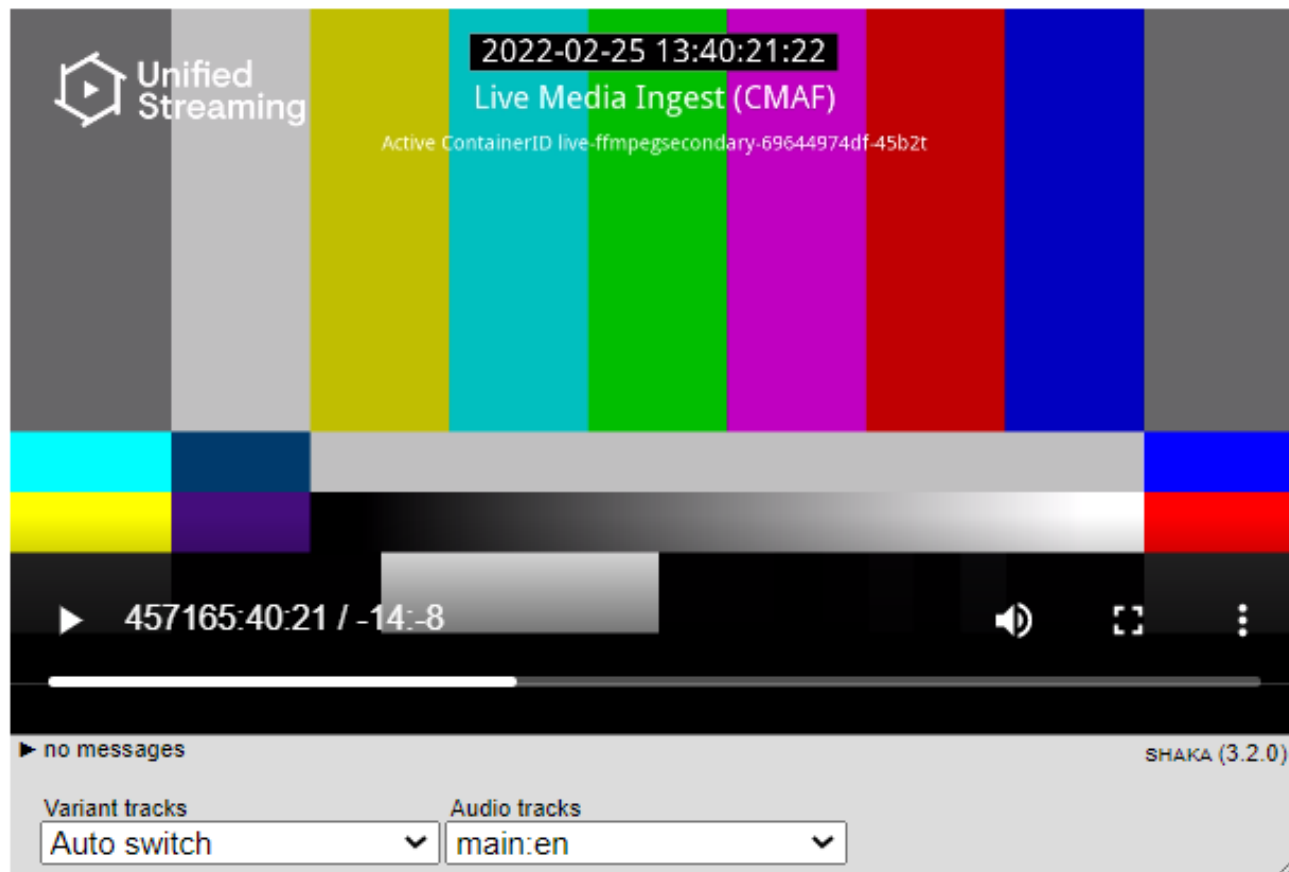 2022-02-25 13:40:21:22
Unified
Streaming
Live Media Ingest (CMAF)
Active ContainerID live-ffmpegsecondary-69644974df-45b2t
457165:40:21 / -14:-8
no messages
SHAKA (3.2.0)
Variant tracks
Audio tracks
Auto switch
main:en